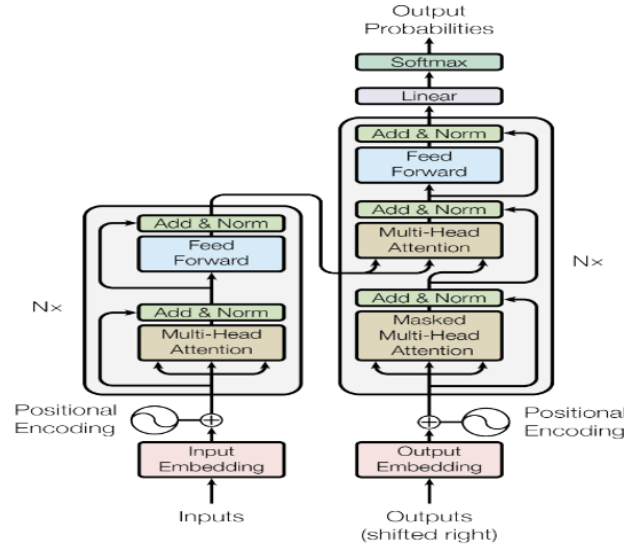 Output
Probabilities
Softmax
Linear
Add & Norm
Feed
Forward
Add & Norm
Multi-Head
Attention
Add & Norm
Masked
Multi-Head
Attention
Nx
Add & Norm
Feed
Forward
Add & Norm
Multi-Head
Attention
Nx
Positional
Encoding
Positional
Encoding
Input
Embedding
Output
Embedding
Inputs
Outputs
(shifted right)